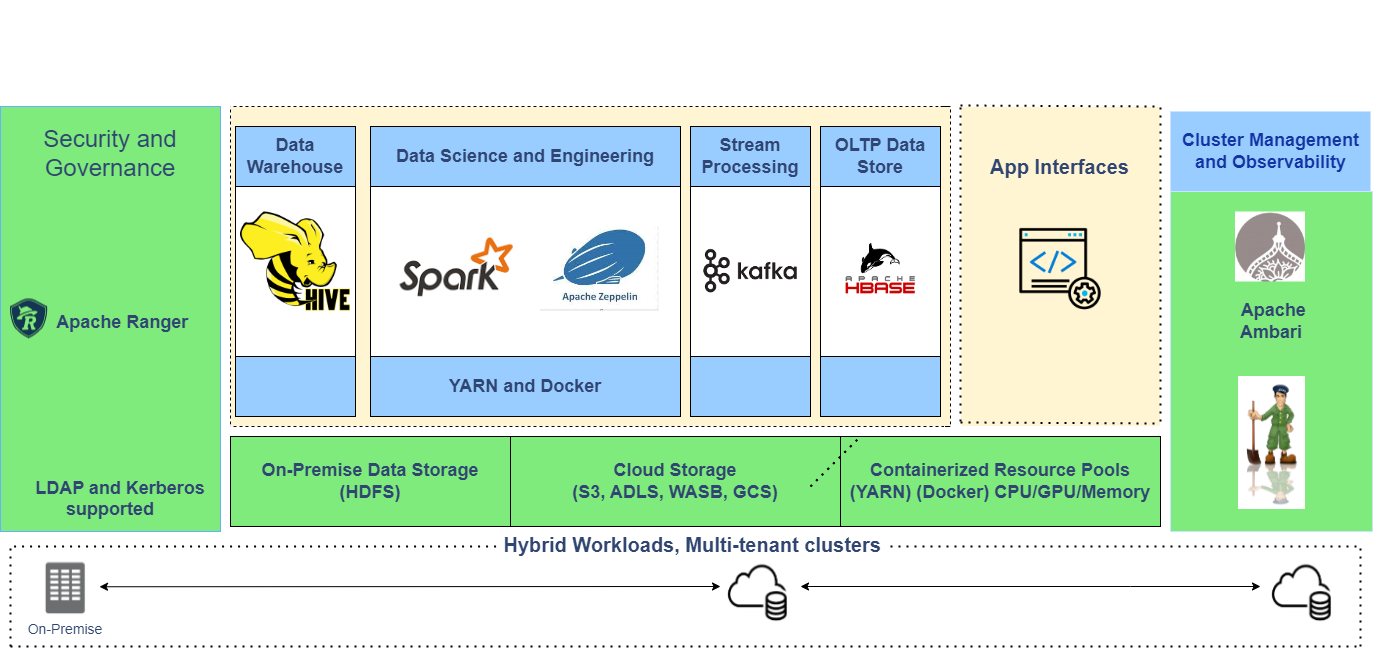 Security and
Governance
Apache Ranger
LDAP and Kerberos
supported
Data
Warehouse
HIVE
Data Science and Engineering
Spark
Apache Zeppelin
YARN and Docker
Stream
Processing
kafka
OLTP Data
Store
APACHE
HBASE
App Interfaces
</>
Cluster Management
and Observability
Apache
Ambari
On-Premise Data Storage
(HDFS)
Cloud Storage
(S3, ADLS, WASB, GCS)
Containerized Resource Pools
(YARN) (Docker) CPU/GPU/Memory
Hybrid Workloads, Multi-tenant clusters
On-Premise